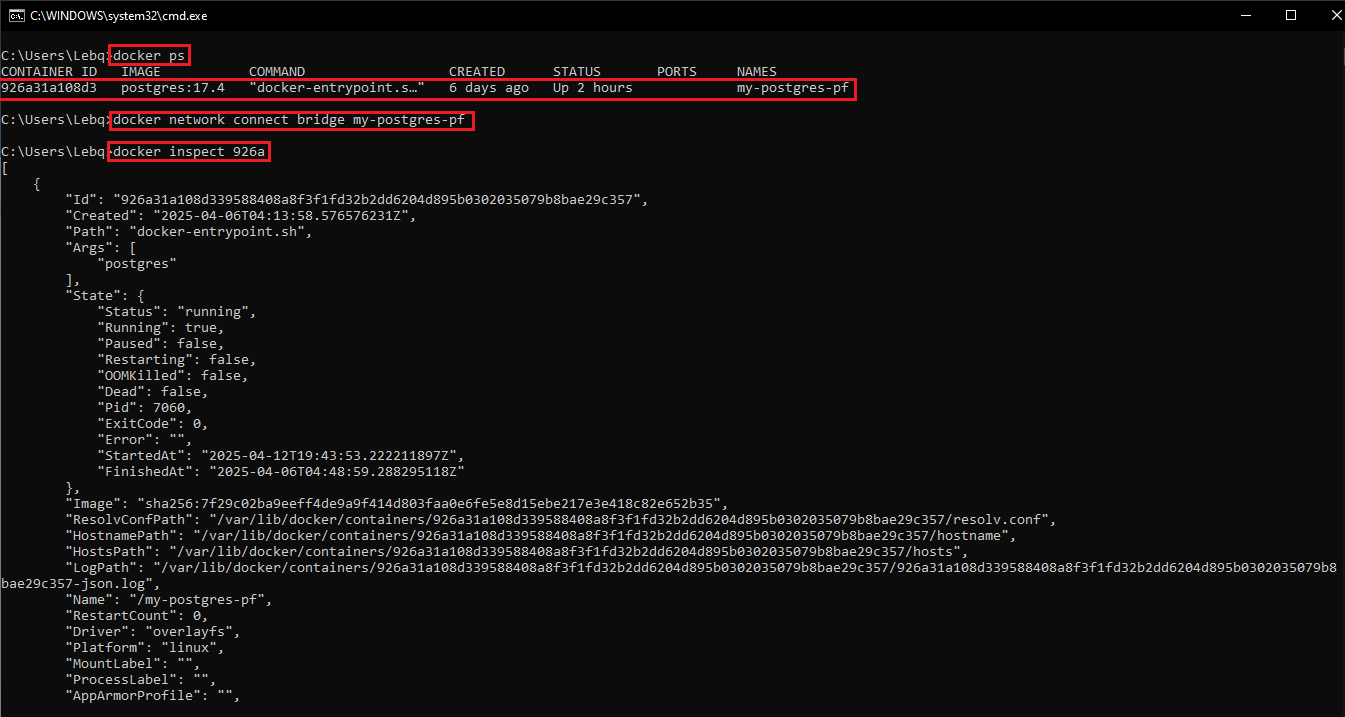 C:\WINDOWS\system32\cmd.exe
C:\Users\Lebq>docker ps
CONTAINER ID   IMAGE           COMMAND                  CREATED      STATUS       PORTS     NAMES
926a31a108d3   postgres:17.4   "docker-entrypoint.s…"   6 days ago   Up 2 hours             my-postgres-pf
C:\Users\Lebq>docker network connect bridge my-postgres-pf
C:\Users\Lebq>docker inspect 926a
[
    {
        "Id": "926a31a108d339588408a8f3f1fd32b2dd6204d895b0302035079b8bae29c357",
        "Created": "2025-04-06T04:13:58.576576231Z",
        "Path": "docker-entrypoint.sh",
        "Args": [
            "postgres"
        ],
        "State": {
            "Status": "running",
            "Running": true,
            "Paused": false,
            "Restarting": false,
            "OOMKilled": false,
            "Dead": false,
            "Pid": 7060,
            "ExitCode": 0,
            "Error": "",
            "StartedAt": "2025-04-12T19:43:53.222211897Z",
            "FinishedAt": "2025-04-06T04:48:59.288295118Z"
        },
        "Image": "sha256:7f29c02ba9eeff4de9a9f414d803faa0e6fe5e8d15ebe217e3e418c82e652b35",
        "ResolvConfPath": "/var/lib/docker/containers/926a31a108d339588408a8f3f1fd32b2dd6204d895b0302035079b8bae29c357/resolv.conf",
        "HostnamePath": "/var/lib/docker/containers/926a31a108d339588408a8f3f1fd32b2dd6204d895b0302035079b8bae29c357/hostname",
        "HostsPath": "/var/lib/docker/containers/926a31a108d339588408a8f3f1fd32b2dd6204d895b0302035079b8bae29c357/hosts",
        "LogPath": "/var/lib/docker/containers/926a31a108d339588408a8f3f1fd32b2dd6204d895b0302035079b8bae29c357/926a31a108d339588408a8f3f1fd32b2dd6204d895b0302035079b8
bae29c357-json.log",
        "Name": "/my-postgres-pf",
        "RestartCount": 0,
        "Driver": "overlayfs",
        "Platform": "linux",
        "MountLabel": "",
        "ProcessLabel": "",
        "AppArmorProfile": "",